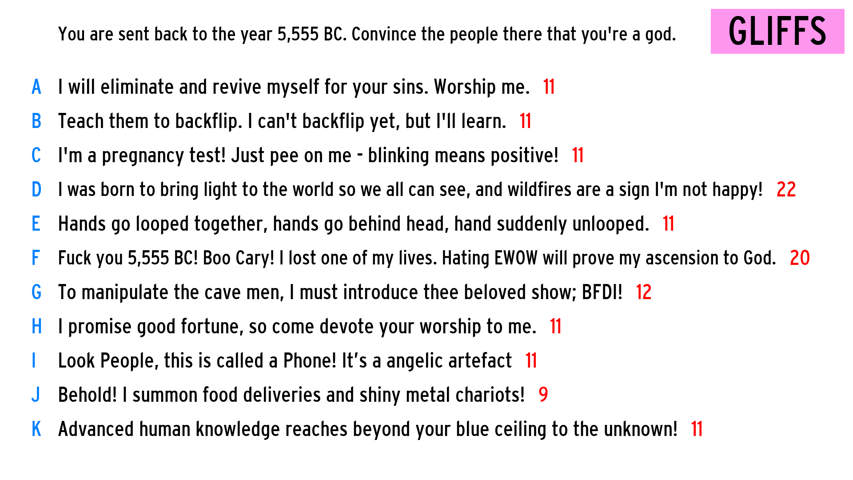 You are sent back to the year 5,555 BC. Convince the people there that you're a god.
GLIFFS
A I will eliminate and revive myself for your sins. Worship me. 11
B Teach them to backflip. I can't backflip yet, but I'll learn. 11
C I'm a pregnancy test! Just pee on me - blinking means positive! 11
D I was born to bring light to the world so we all can see, and wildfires are a sign I'm not happy! 22
E Hands go looped together, hands go behind head, hand suddenly unlooped. 11
F Fuck you 5,555 BC! Boo Cary! I lost one of my lives. Hating EWOW will prove my ascension to God. 20
G To manipulate the cave men, I must introduce thee beloved show; BFDI! 12
H I promise good fortune, so come devote your worship to me. 11
I Look People, this is called a Phone! It’s a angelic artefact 11
J Behold! I summon food deliveries and shiny metal chariots! 9
K Advanced human knowledge reaches beyond your blue ceiling to the unknown! 11